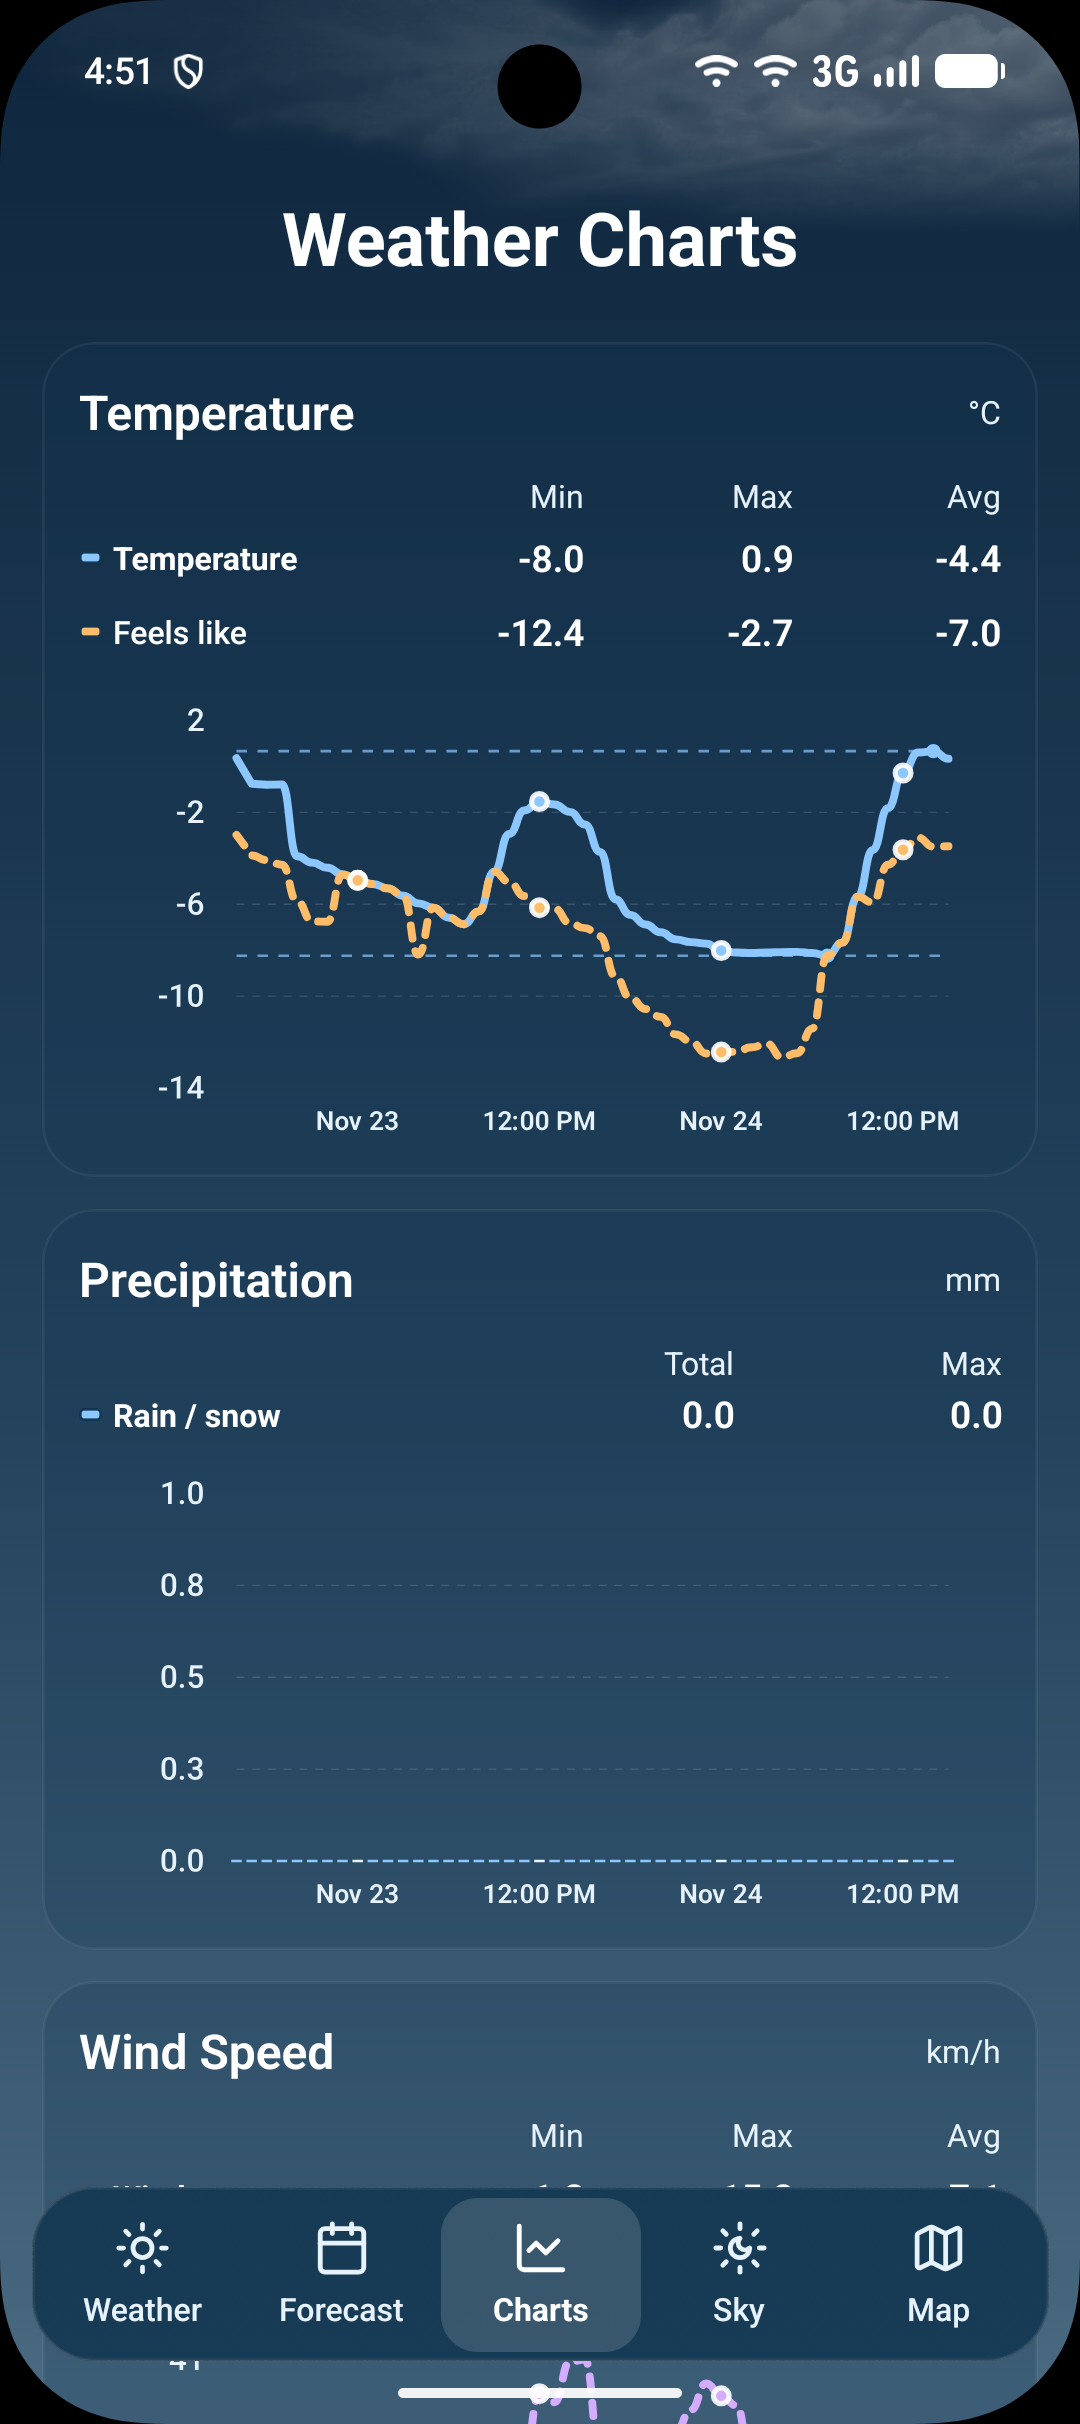 4:51 3G
Weather Charts
Temperature °C
Min Max Avg
Temperature -8.0 0.9 -4.4
Feels like -12.4 -2.7 -7.0
2
-2
-6
-10
-14
Nov 23 12:00 PM Nov 24 12:00 PM
Precipitation mm
Total Max
Rain / snow 0.0 0.0
1.0
0.8
0.5
0.3
0.0
Nov 23 12:00 PM Nov 24 12:00 PM
Wind Speed km/h
Min Max Avg
Weather Forecast Charts Sky Map